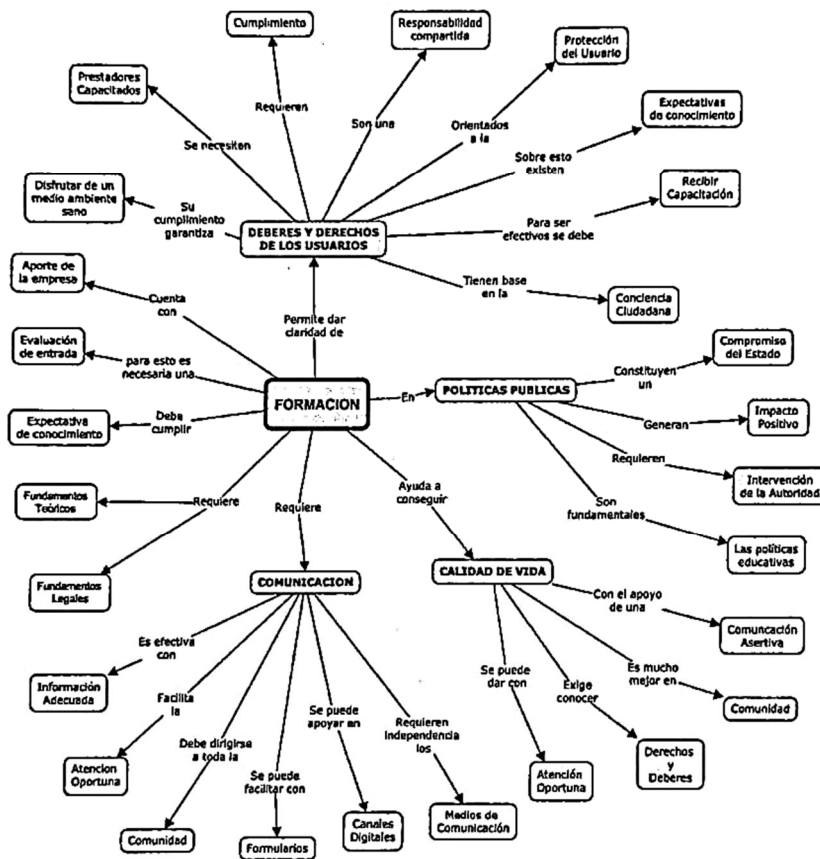 Cumplimiento
Responsabilidad
compartida
Protección
del Usuario
Prestadores
Capacitados
Requieren
Son una
Orientados
a la
Expectativas
de conocimiento
Se necesitan
Sobre esto
existen
Disfrutar de un
medio ambiente
sano
Su
cumplimiento
garantiza
DEBERES Y DERECHOS
DE LOS USUARIOS
Para ser
efectivos se debe
Recibir
Capacitación
Aporte de
la empresa
Cuenta
con
Permite dar
claridad de
Tienen base
en la
Conciencia
Ciudadana
Evaluación
de entrada
para esto es
necesaria una
Compromiso
del Estado
Constituyen
un
FORMACION
En
POLITICAS PUBLICAS
Expectativa
de conocimiento
Debe
cumplir
Generan
Impacto
Positivo
Requieren
Intervención
de la Autoridad
Fundamentos
Teóricos
Requiere
Requiere
Ayuda a
conseguir
Son
fundamentales
Las políticas
educativas
Fundamentos
Legales
COMUNICACION
CALIDAD DE VIDA
Con el apoyo
de una
Comuncación
Asertiva
Es efectiva
con
Información
Adecuada
Facilita
la
Debe dirigirse
a toda la
Se puede
apoyar en
Requieren
independencia
los
Se puede
dar con
Exige
conocer
Es mucho
mejor en
Comunidad
Atencion
Oportuna
Se puede
facilitar con
Atención
Oportuna
Derechos
y
Deberes
Comunidad
Formularios
Canales
Digitales
Medios de
Comunicación